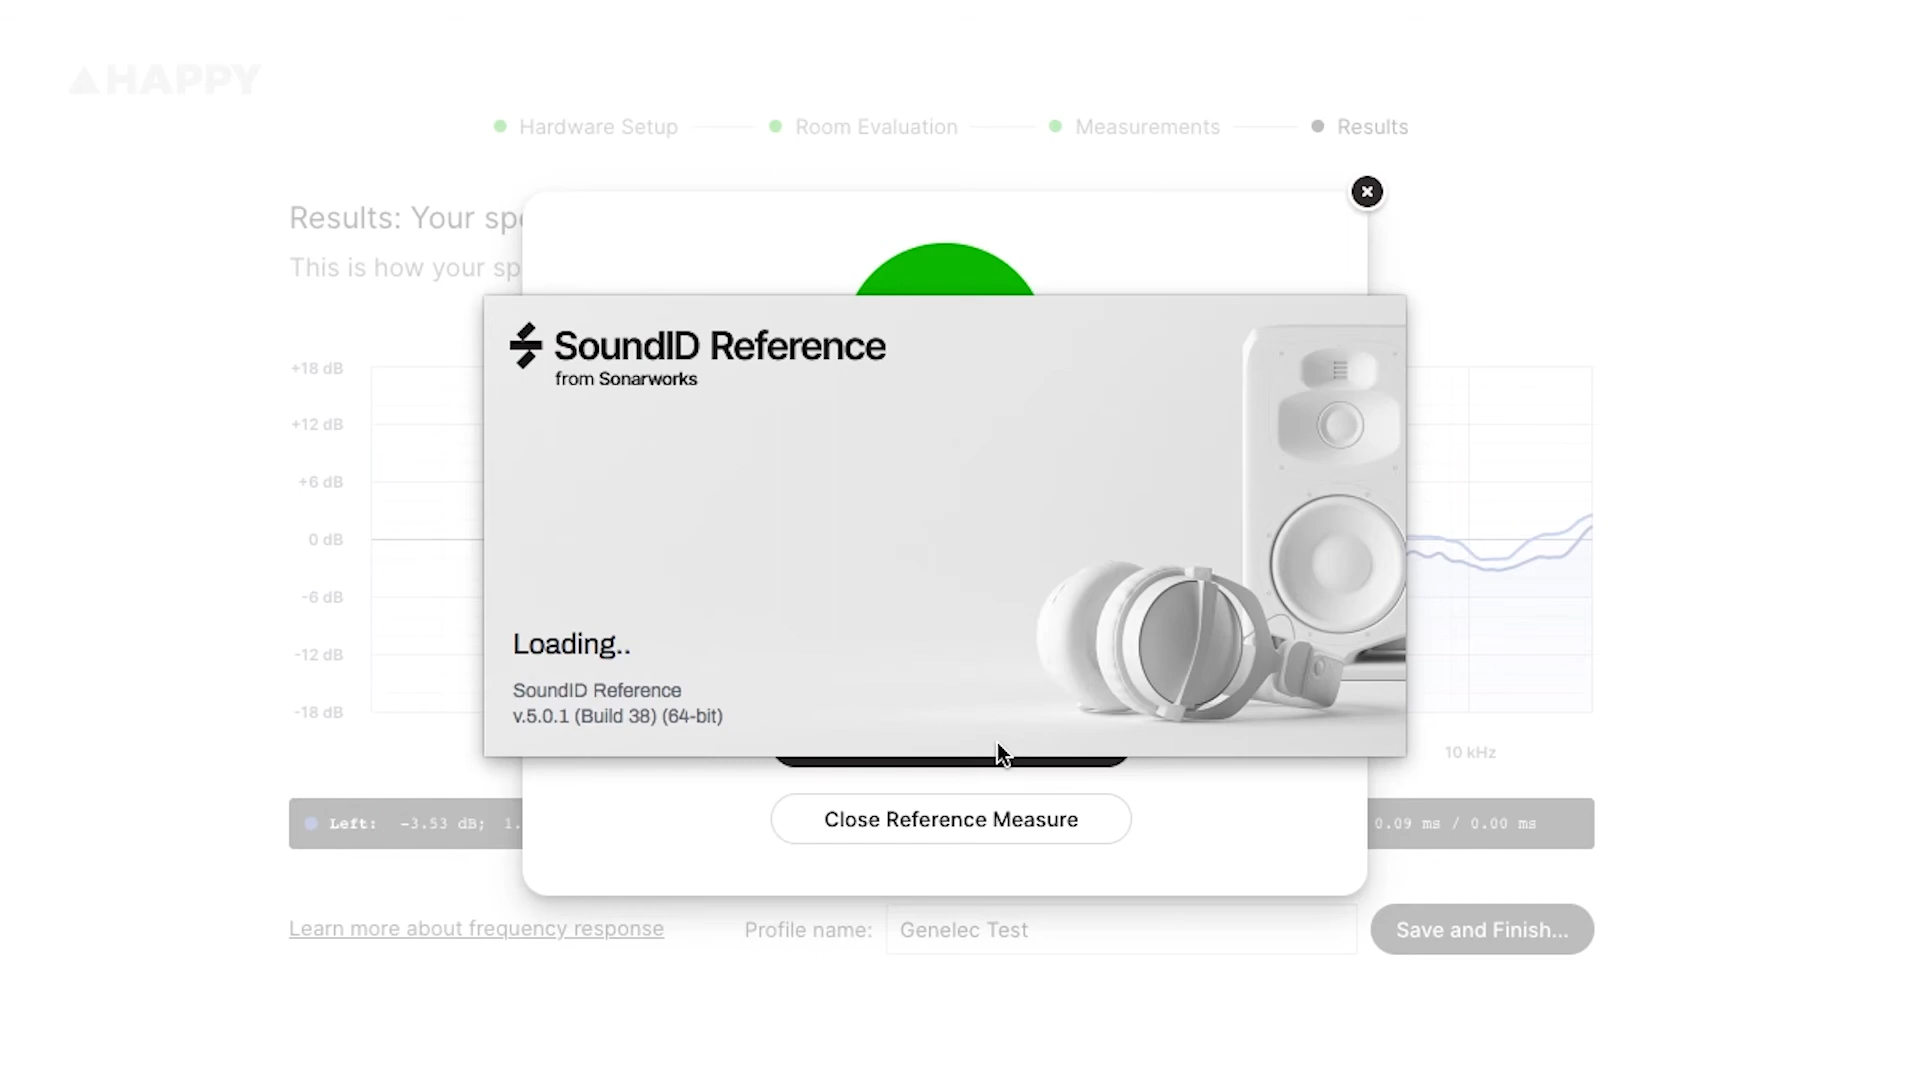 HAPPY
Hardware Setup
Room Evaluation
Measurements
Results
Results: Your sp
This is how your sp
SoundID Reference
from Sonarworks
+18 dB
+12 dB
+6 dB
0 dB
-6 dB
-12 dB
-18 dB
Loading..
SoundID Reference
v.5.0.1 (Build 38) (64-bit)
10 kHz
Left: -3.53 dB; 1.
0.09 ms / 0.00 ms
Close Reference Measure
Learn more about frequency response
Profile name:
Genelec Test
Save and Finish...